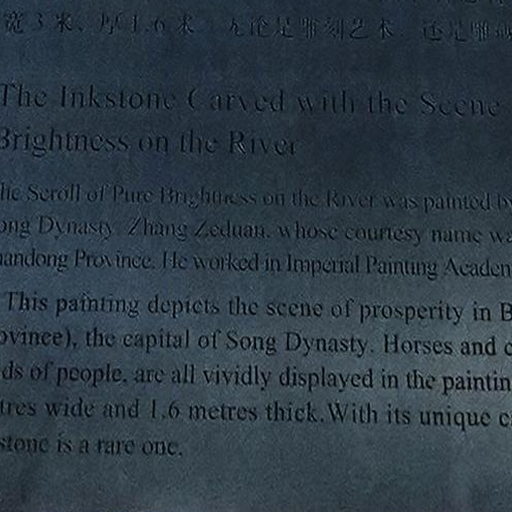 宽3米、厚1.6米 无论是雕刻艺术 还是雕
The Inkstone Carved with the Scene
Brightness on the River
he Scroll of Pure Brightness on the River was painted by
ong Dynasty. Zhang Zeduan, whose courtesy name wa
andong Province. He worked in Imperial Painting Academ
This painting depicts the scene of prosperity in B
ovince), the capital of Song Dynasty. Horses and c
ds of people, are all vividly displayed in the paintin
tres wide and 1.6 metres thick.With its unique c
stone is a rare one.